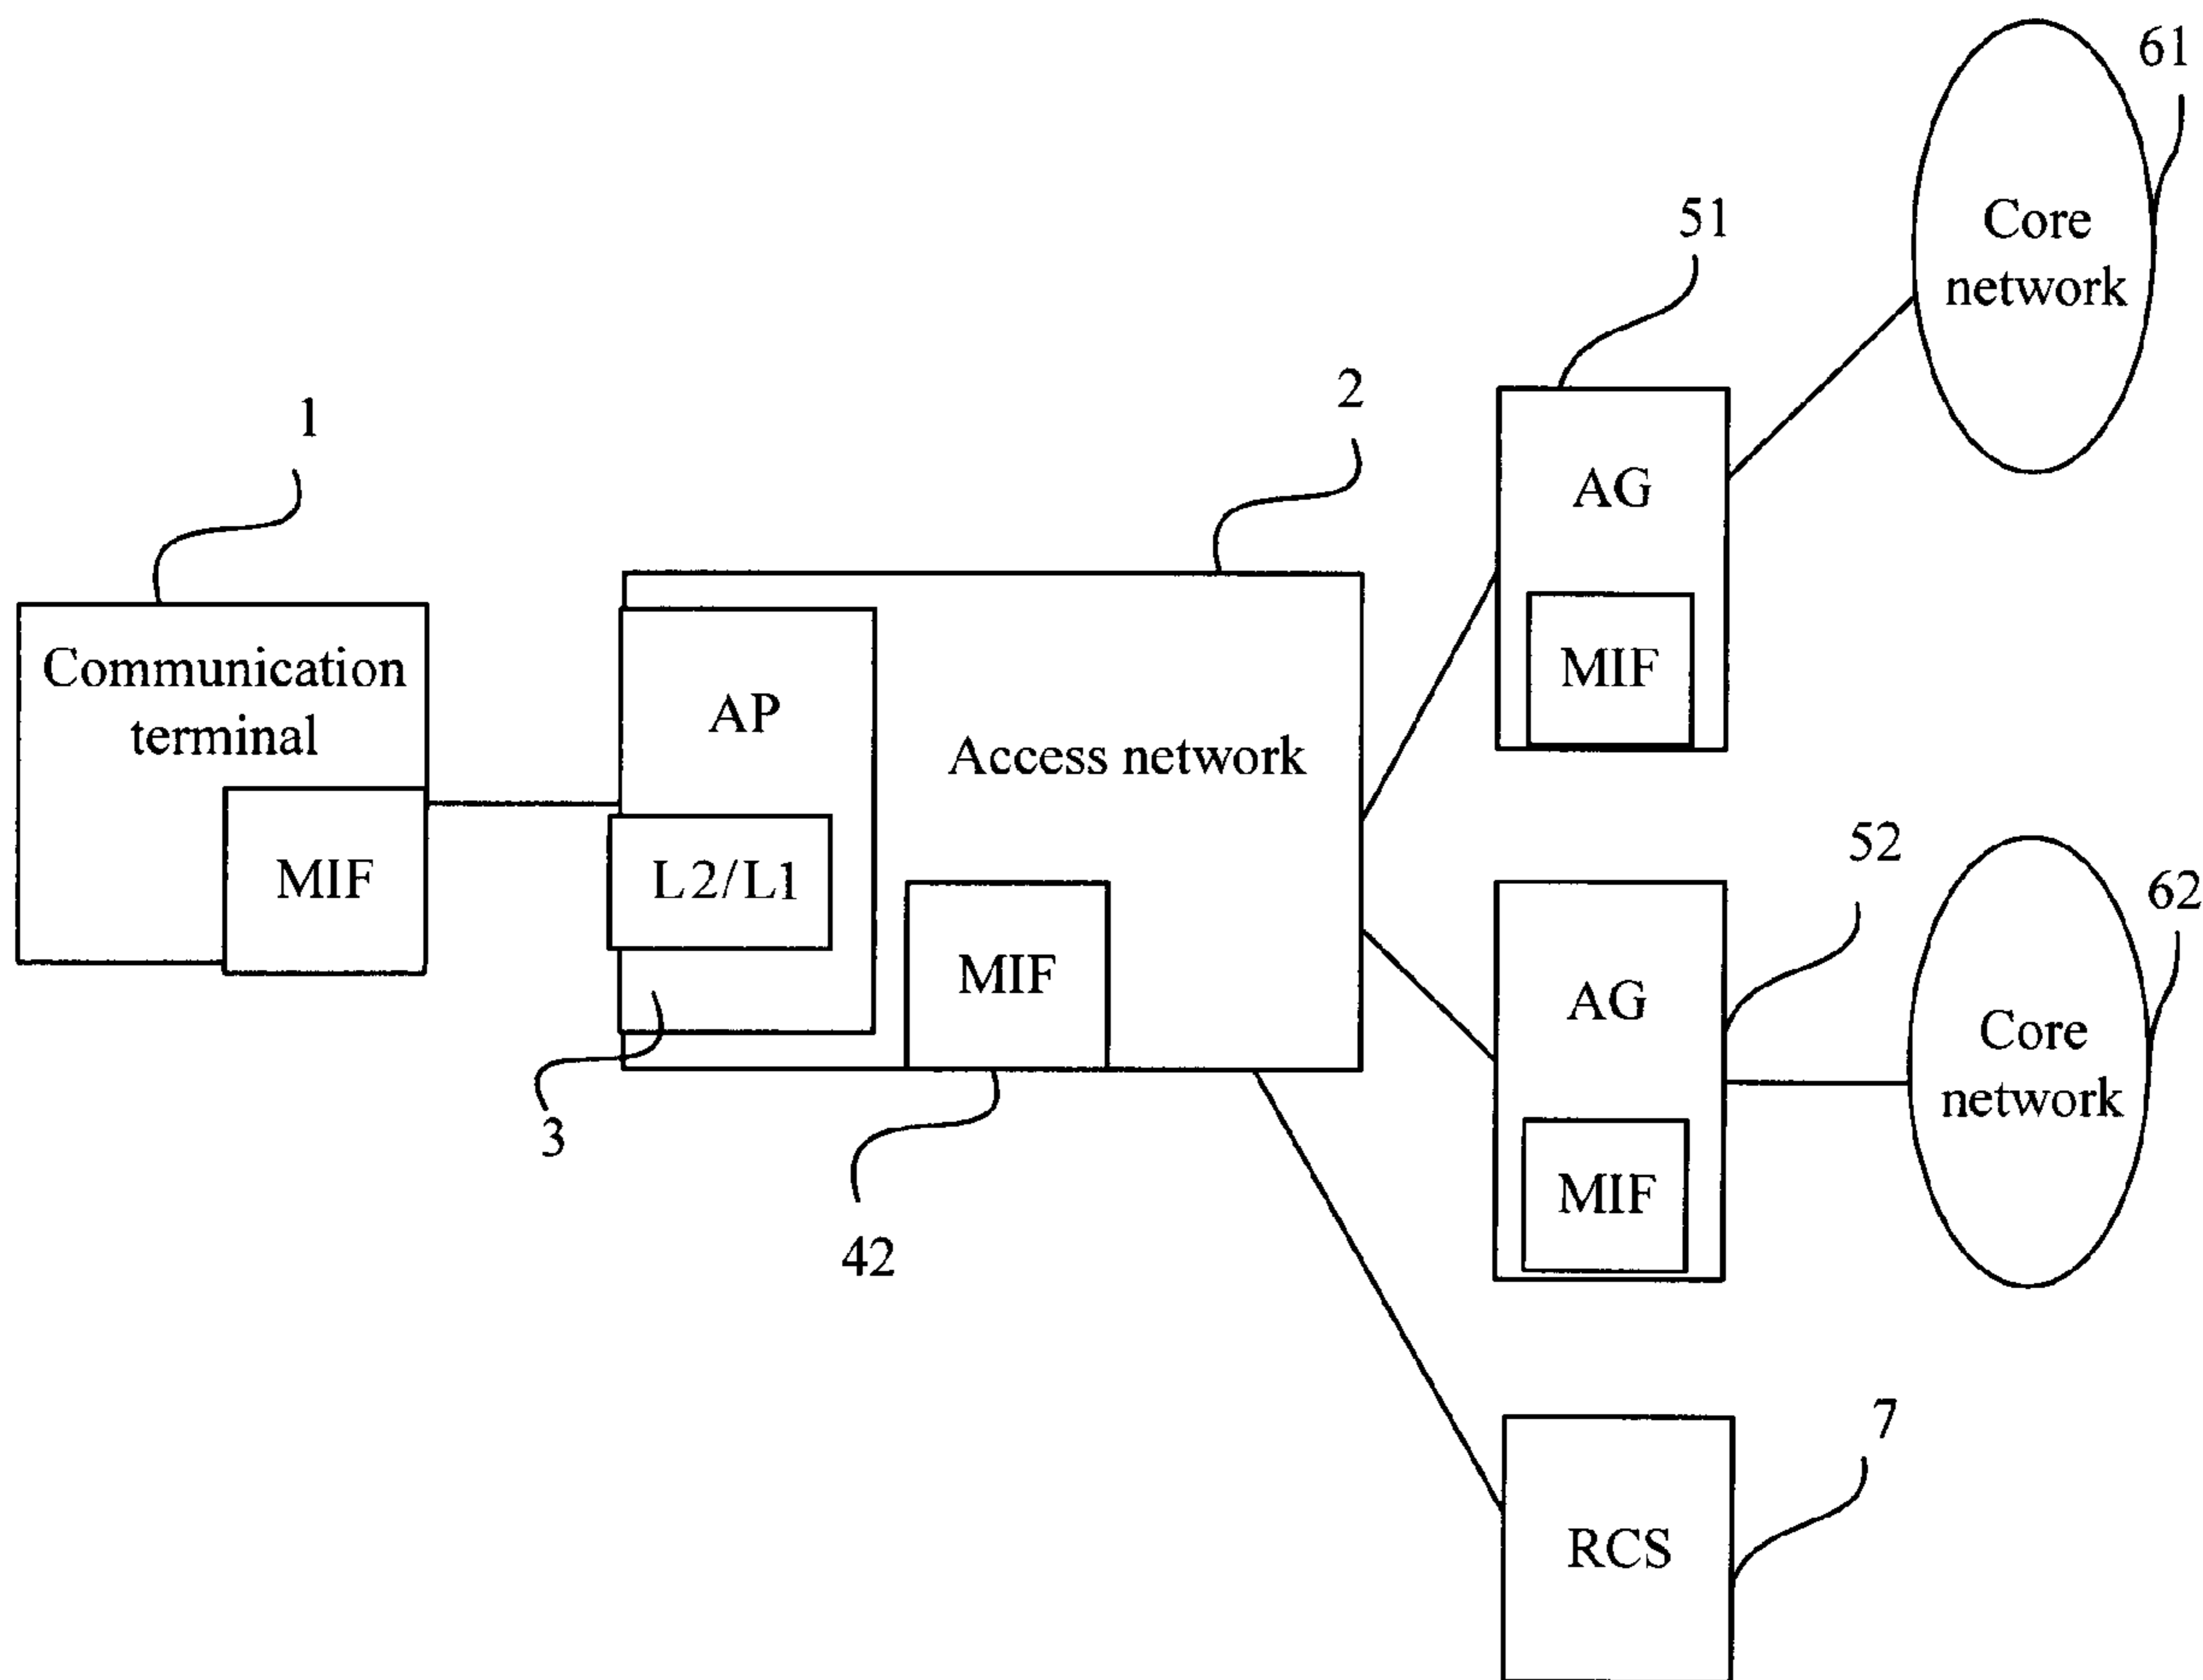 61
Core
network
51
2
1
AG
MIF
Communication
terminal
MIF
AP
Access network
L2/L1
MIF
3
42
52
62
AG
MIF
Core
network
7
RCS